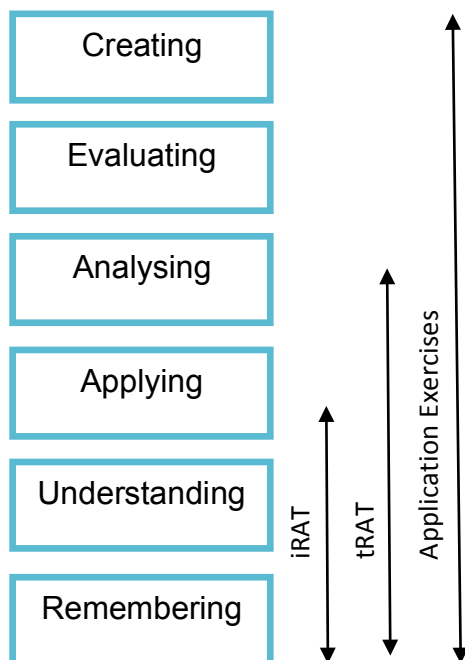 Creating
Evaluating
Analysing
Applying
Understanding
Remembering
iRAT
tRAT
Application Exercises